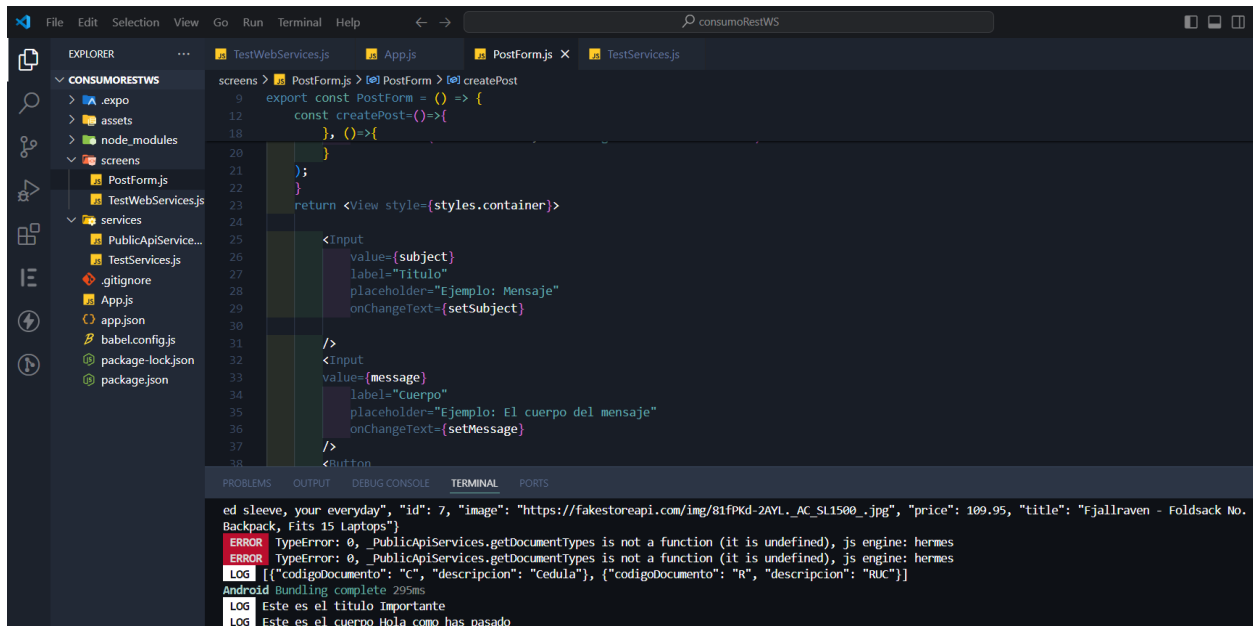 File Edit Selection View Go Run Terminal Help
consumoRestWS
EXPLORER
CONSUMORESTWS
.expo
assets
node_modules
screens
PostForm.js
TestWebServices.js
services
PublicApiService...
TestServices.js
.gitignore
App.js
app.json
babel.config.js
package-lock.json
package.json
TestWebServices.js App.js PostForm.js TestServices.js
screens > PostForm.js > PostForm > createPost
9 export const PostForm = () => {
12 const createPost=()=>{
18 }, ()=>{
20 }
21 );
22 }
23 return <View style={styles.container}>
24
25 <Input
26 value={subject}
27 label="Titulo"
28 placeholder="Ejemplo: Mensaje"
29 onChangeText={setSubject}
30
31 />
32 <Input
33 value={message}
34 label="Cuerpo"
35 placeholder="Ejemplo: El cuerpo del mensaje"
36 onChangeText={setMessage}
37 />
38 <Button
PROBLEMS OUTPUT DEBUG CONSOLE TERMINAL PORTS
ed sleeve, your everyday", "id": 7, "image": "https://fakestoreapi.com/img/81fPKd-2AYL._AC_SL1500_.jpg", "price": 109.95, "title": "Fjallraven - Foldsack No.
Backpack, Fits 15 Laptops"}
ERROR TypeError: 0, _PublicApiServices.getDocumentTypes is not a function (it is undefined), js engine: hermes
ERROR TypeError: 0, _PublicApiServices.getDocumentTypes is not a function (it is undefined), js engine: hermes
LOG [{"codigoDocumento": "C", "descripcion": "Cedula"}, {"codigoDocumento": "R", "descripcion": "RUC"}]
Android Bundling complete 295ms
LOG Este es el titulo Importante
LOG Este es el cuerpo Hola como has pasado